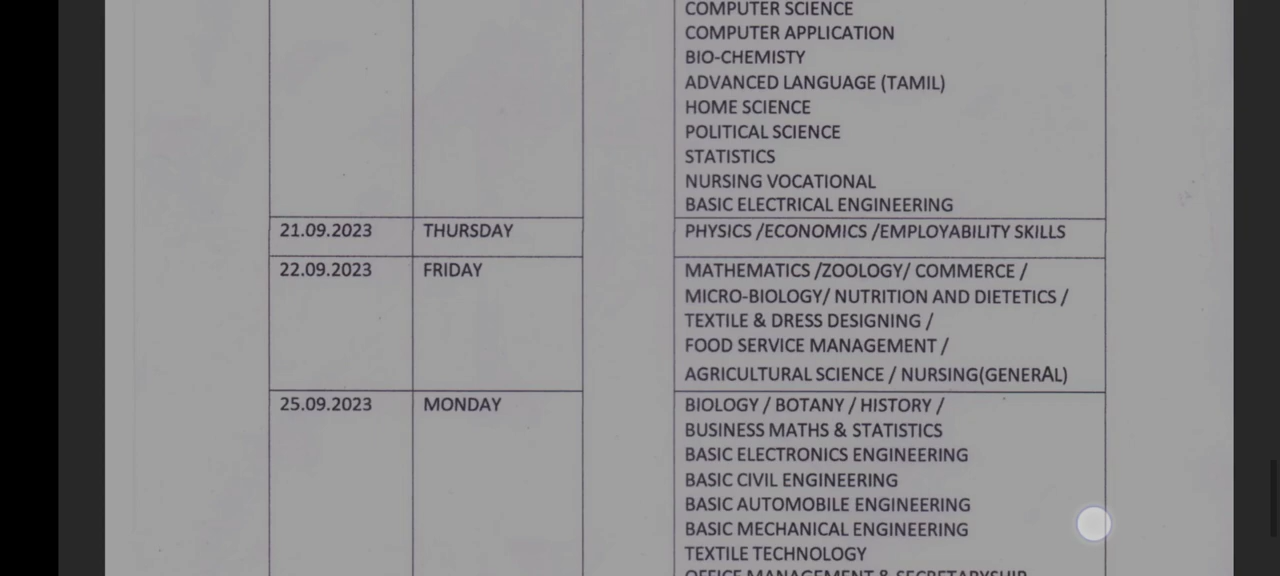 COMPUTER SCIENCE
COMPUTER APPLICATION
BIO-CHEMISTY
ADVANCED LANGUAGE (TAMIL)
HOME SCIENCE
POLITICAL SCIENCE
STATISTICS
NURSING VOCATIONAL
BASIC ELECTRICAL ENGINEERING
21.09.2023 THURSDAY PHYSICS /ECONOMICS /EMPLOYABILITY SKILLS
22.09.2023 FRIDAY MATHEMATICS /ZOOLOGY/ COMMERCE /
MICRO-BIOLOGY/ NUTRITION AND DIETETICS /
TEXTILE & DRESS DESIGNING /
FOOD SERVICE MANAGEMENT /
AGRICULTURAL SCIENCE / NURSING(GENERAL)
25.09.2023 MONDAY BIOLOGY / BOTANY / HISTORY /
BUSINESS MATHS & STATISTICS
BASIC ELECTRONICS ENGINEERING
BASIC CIVIL ENGINEERING
BASIC AUTOMOBILE ENGINEERING
BASIC MECHANICAL ENGINEERING
TEXTILE TECHNOLOGY
OFFICE MANAGEMENT & SECRETARYSHIP